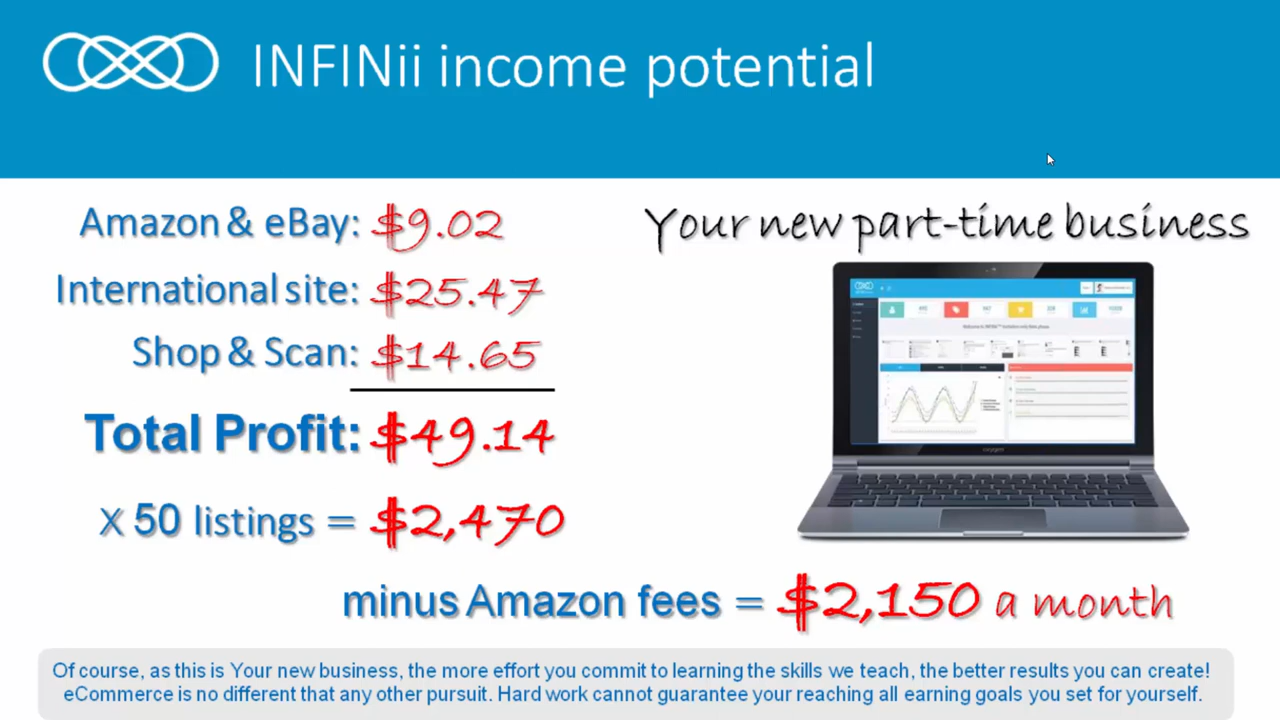 INFINii income potential
Amazon & eBay: $9.02
Your new part-time business
International site: $25.47
Shop & Scan: $14.65
Total Profit: $49.14
x 50 listings = $2,470
minus Amazon fees = $2,150 a month
Of course, as this is Your new business, the more effort you commit to learning the skills we teach, the better results you can create!
eCommerce is no different that any other pursuit. Hard work cannot guarantee your reaching all earning goals you set for yourself.